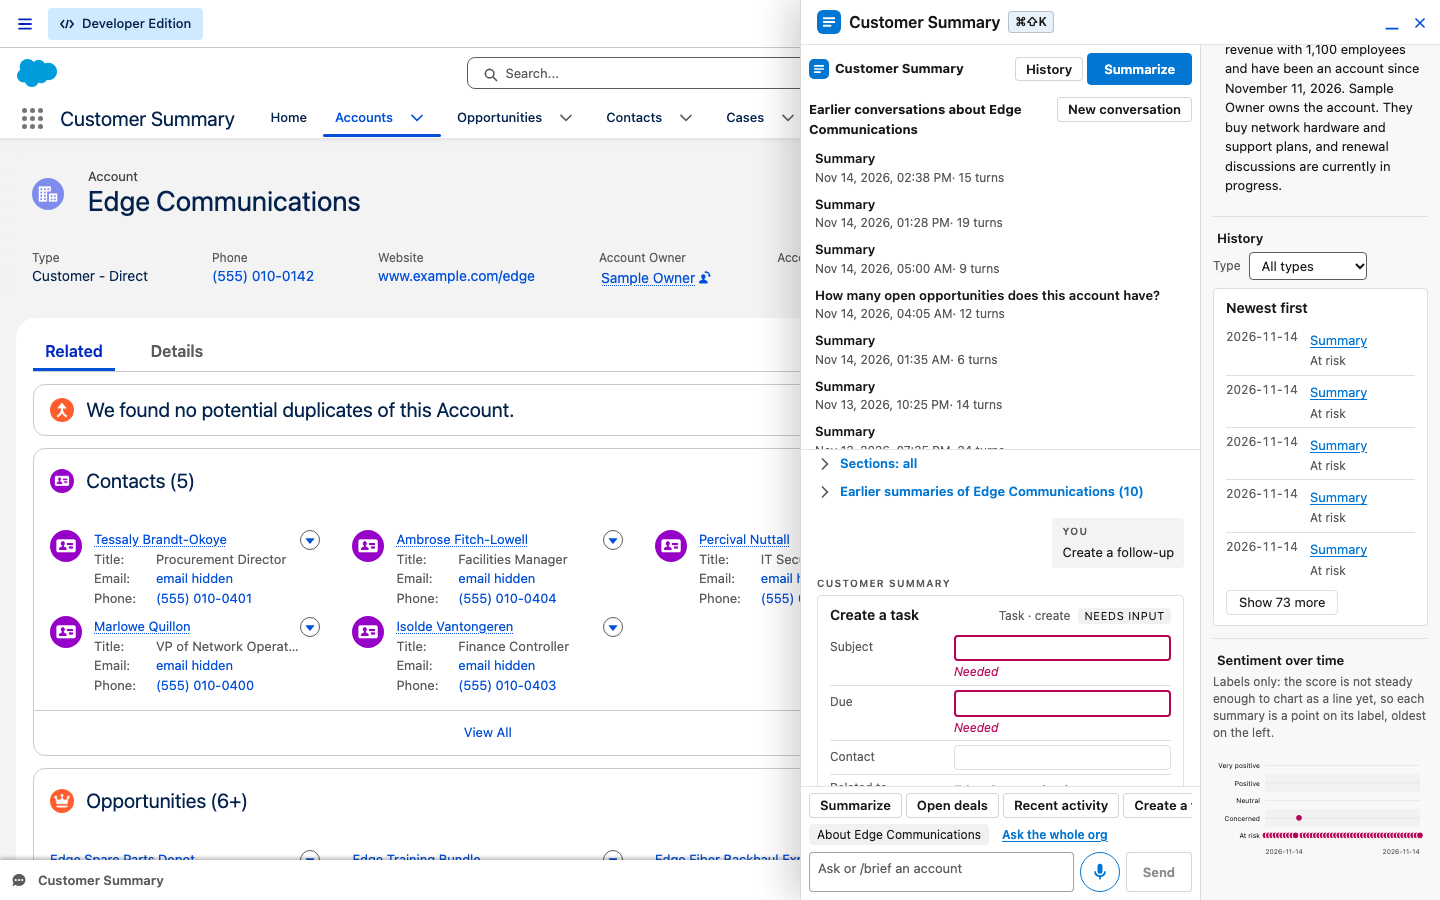 Developer Edition
Customer Summary ⌘⇧K
Search...
Customer Summary
Home
Accounts
Opportunities
Contacts
Cases
Account
Edge Communications
Type
Customer - Direct
Phone
(555) 010-0142
Website
www.example.com/edge
Account Owner
Sample Owner
Related
Details
We found no potential duplicates of this Account.
Contacts (5)
Tessaly Brandt-Okoye
Title: Procurement Director
Email: email hidden
Phone: (555) 010-0401
Ambrose Fitch-Lowell
Title: Facilities Manager
Email: email hidden
Phone: (555) 010-0404
Percival Nuttall
Title: IT
Email: email
Phone: (555)
Marlowe Quillon
Title: VP of Network Operat...
Email: email hidden
Phone: (555) 010-0400
Isolde Vantongeren
Title: Finance Controller
Email: email hidden
Phone: (555) 010-0403
View All
Opportunities (6+)
Edge Spare Parts Depot
Edge Training Bundle
Edge Fiber Backhaul
Customer Summary
Customer Summary
History
Summarize
Earlier conversations about Edge
Communications
New conversation
Summary
Nov 14, 2026, 02:38 PM· 15 turns
Summary
Nov 14, 2026, 01:28 PM· 19 turns
Summary
Nov 14, 2026, 05:00 AM· 9 turns
How many open opportunities does this account have?
Nov 14, 2026, 04:05 AM· 12 turns
Summary
Nov 14, 2026, 01:35 AM· 6 turns
Summary
Nov 13, 2026, 10:25 PM· 14 turns
Summary
Sections: all
Earlier summaries of Edge Communications (10)
YOU
Create a follow-up
CUSTOMER SUMMARY
Create a task
Task · create NEEDS INPUT
Subject
Needed
Due
Needed
Contact
Summarize
Open deals
Recent activity
Create a
About Edge Communications
Ask the whole org
Ask or /brief an account
Send
revenue with 1,100 employees
and have been an account since
November 11, 2026. Sample
Owner owns the account. They
buy network hardware and
support plans, and renewal
discussions are currently in
progress.
History
Type
All types
Newest first
2026-11-14 Summary
At risk
2026-11-14 Summary
At risk
2026-11-14 Summary
At risk
2026-11-14 Summary
At risk
2026-11-14 Summary
At risk
Show 73 more
Sentiment over time
Labels only: the score is not steady
enough to chart as a line yet, so each
summary is a point on its label, oldest
on the left.
Very positive
Positive
Neutral
Concerned
At risk
2026-11-14
2026-11-14